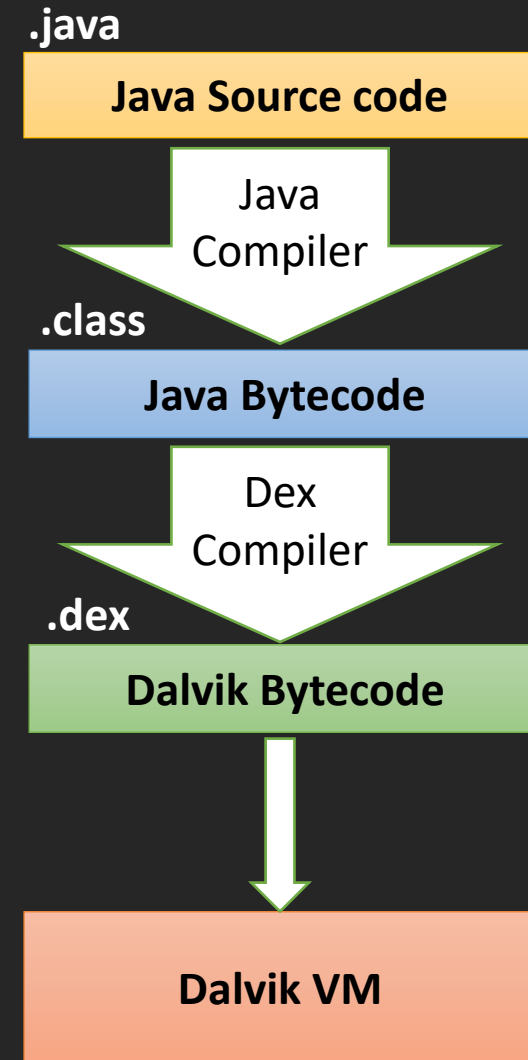 .java
Java Source code
Java
Compiler
.class
Java Bytecode
Dex
Compiler
.dex
Dalvik Bytecode
Dalvik VM